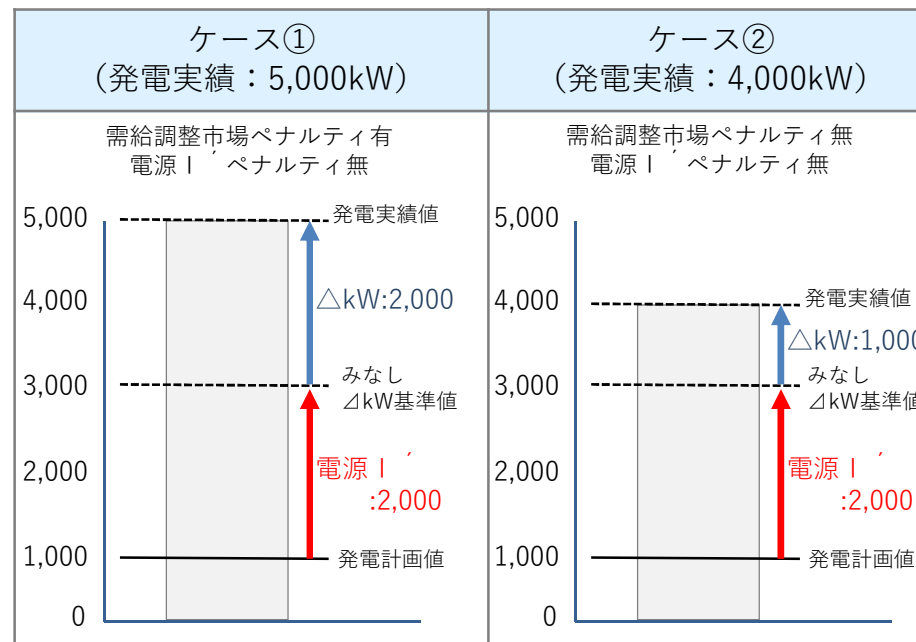 ケース①
（発電実績：5,000kW）
需給調整市場ペナルティ有
電源Ⅰ´ペナルティ無
5,000
発電実績値
4,000
△kW:2,000
3,000
みなし
⊿kW基準値
2,000
電源Ⅰ´
:2,000
1,000
発電計画値
0
ケース②
（発電実績：4,000kW）
需給調整市場ペナルティ無
電源Ⅰ´ペナルティ無
5,000
4,000
発電実績値
△kW:1,000
3,000
みなし
⊿kW基準値
2,000
電源Ⅰ´
:2,000
1,000
発電計画値
0